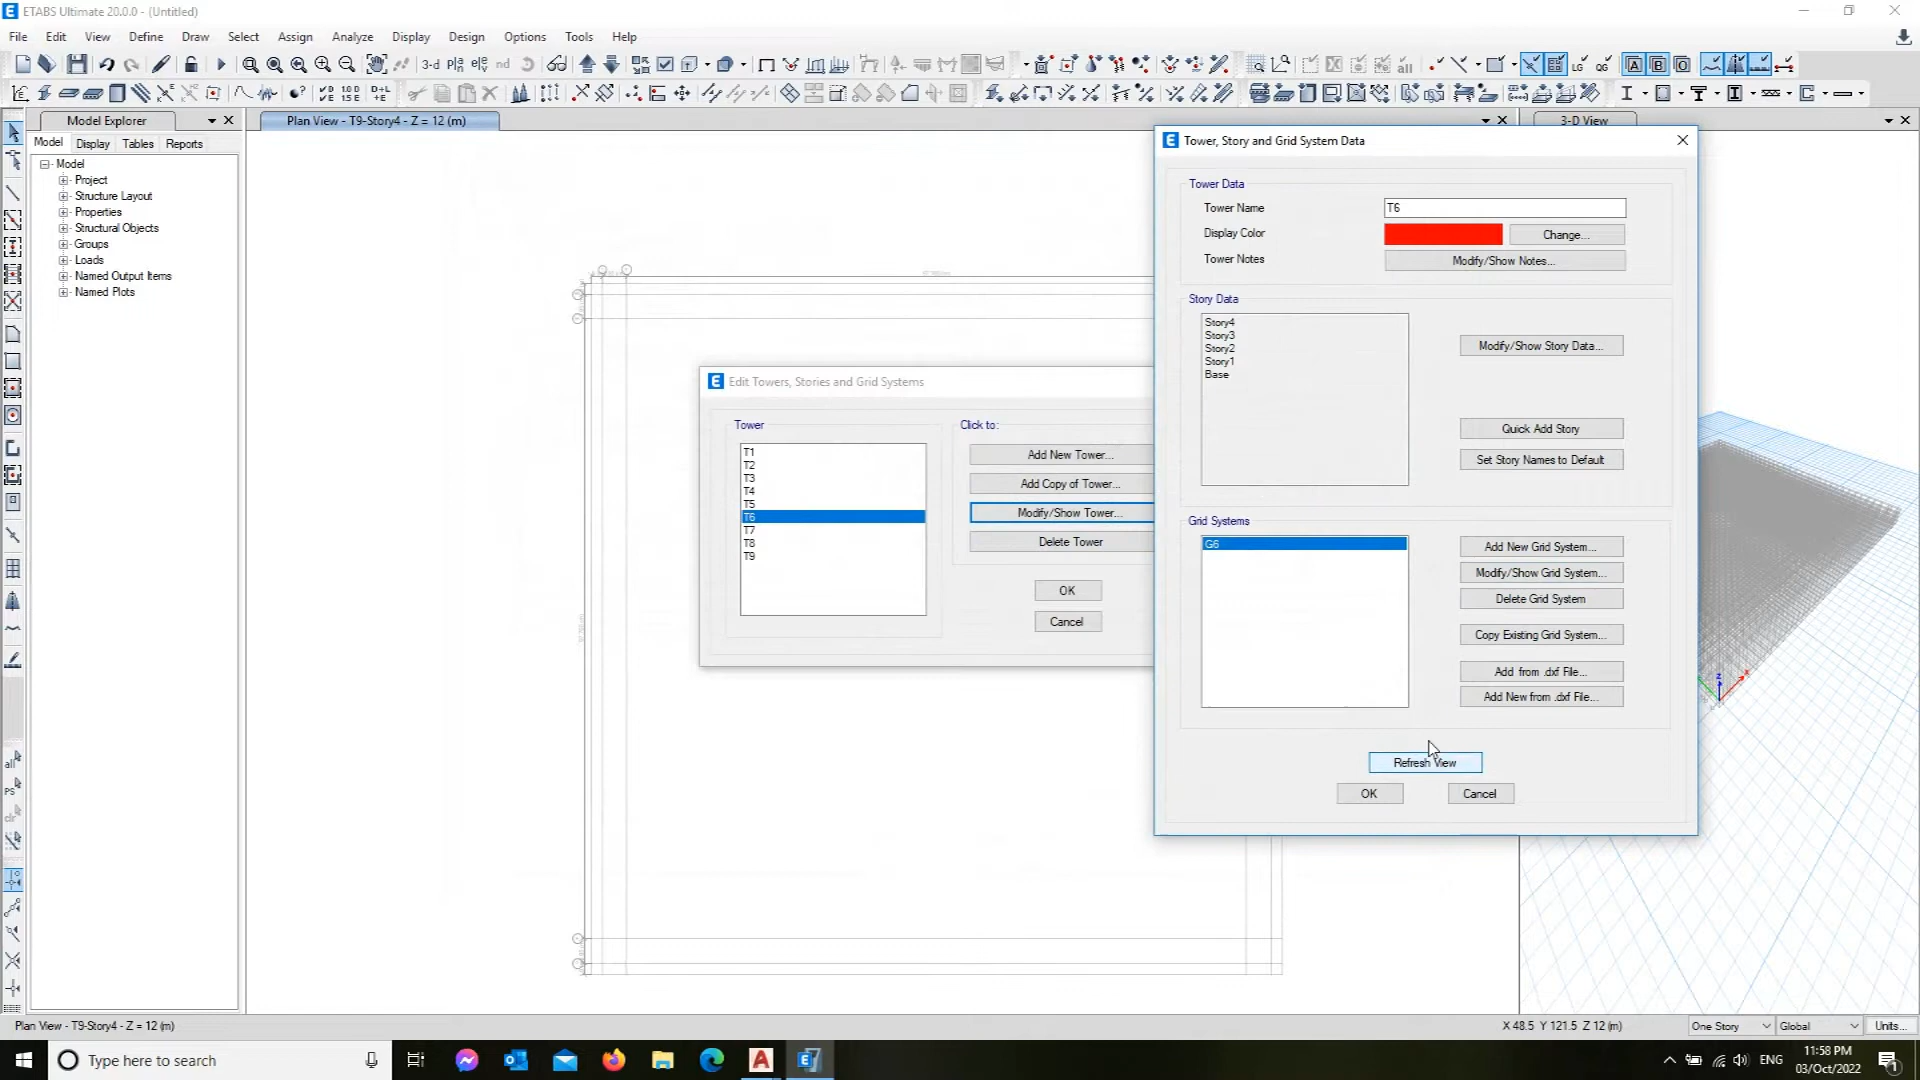 ETABS Ultimate 20.0.0 - (Untitled)
File Edit View Define Draw Select Assign Analyze Display Design Options Tools Help
3-d
nd
all
LG
QG
Model Explorer
Plan View - T9-Story4 - Z = 12 (m)
3-D View
Model Display Tables Reports
Model
Project
Structure Layout
Properties
Structural Objects
Groups
Loads
Named Output Items
Named Plots
Edit Towers, Stories and Grid Systems
Tower
T1
T2
T3
T4
T5
T6
T7
T8
T9
Click to:
Add New Tower...
Add Copy of Tower...
Modify/Show Tower...
Delete Tower
OK
Cancel
Tower, Story and Grid System Data
Tower Data
Tower Name
T6
Display Color
Change...
Tower Notes
Modify/Show Notes...
Story Data
Story4
Story3
Story2
Story1
Base
Modify/Show Story Data...
Quick Add Story
Set Story Names to Default
Grid Systems
G6
Add New Grid System...
Modify/Show Grid System...
Delete Grid System
Copy Existing Grid System...
Add from .dxf File...
Add New from .dxf File...
Refresh View
OK
Cancel
all
PS
clr
Plan View - T9-Story4 - Z = 12 (m)
X 48.5 Y 121.5 Z 12 (m)
One Story
Global
Units...
Type here to search
ENG
11:58 PM
03/Oct/2022